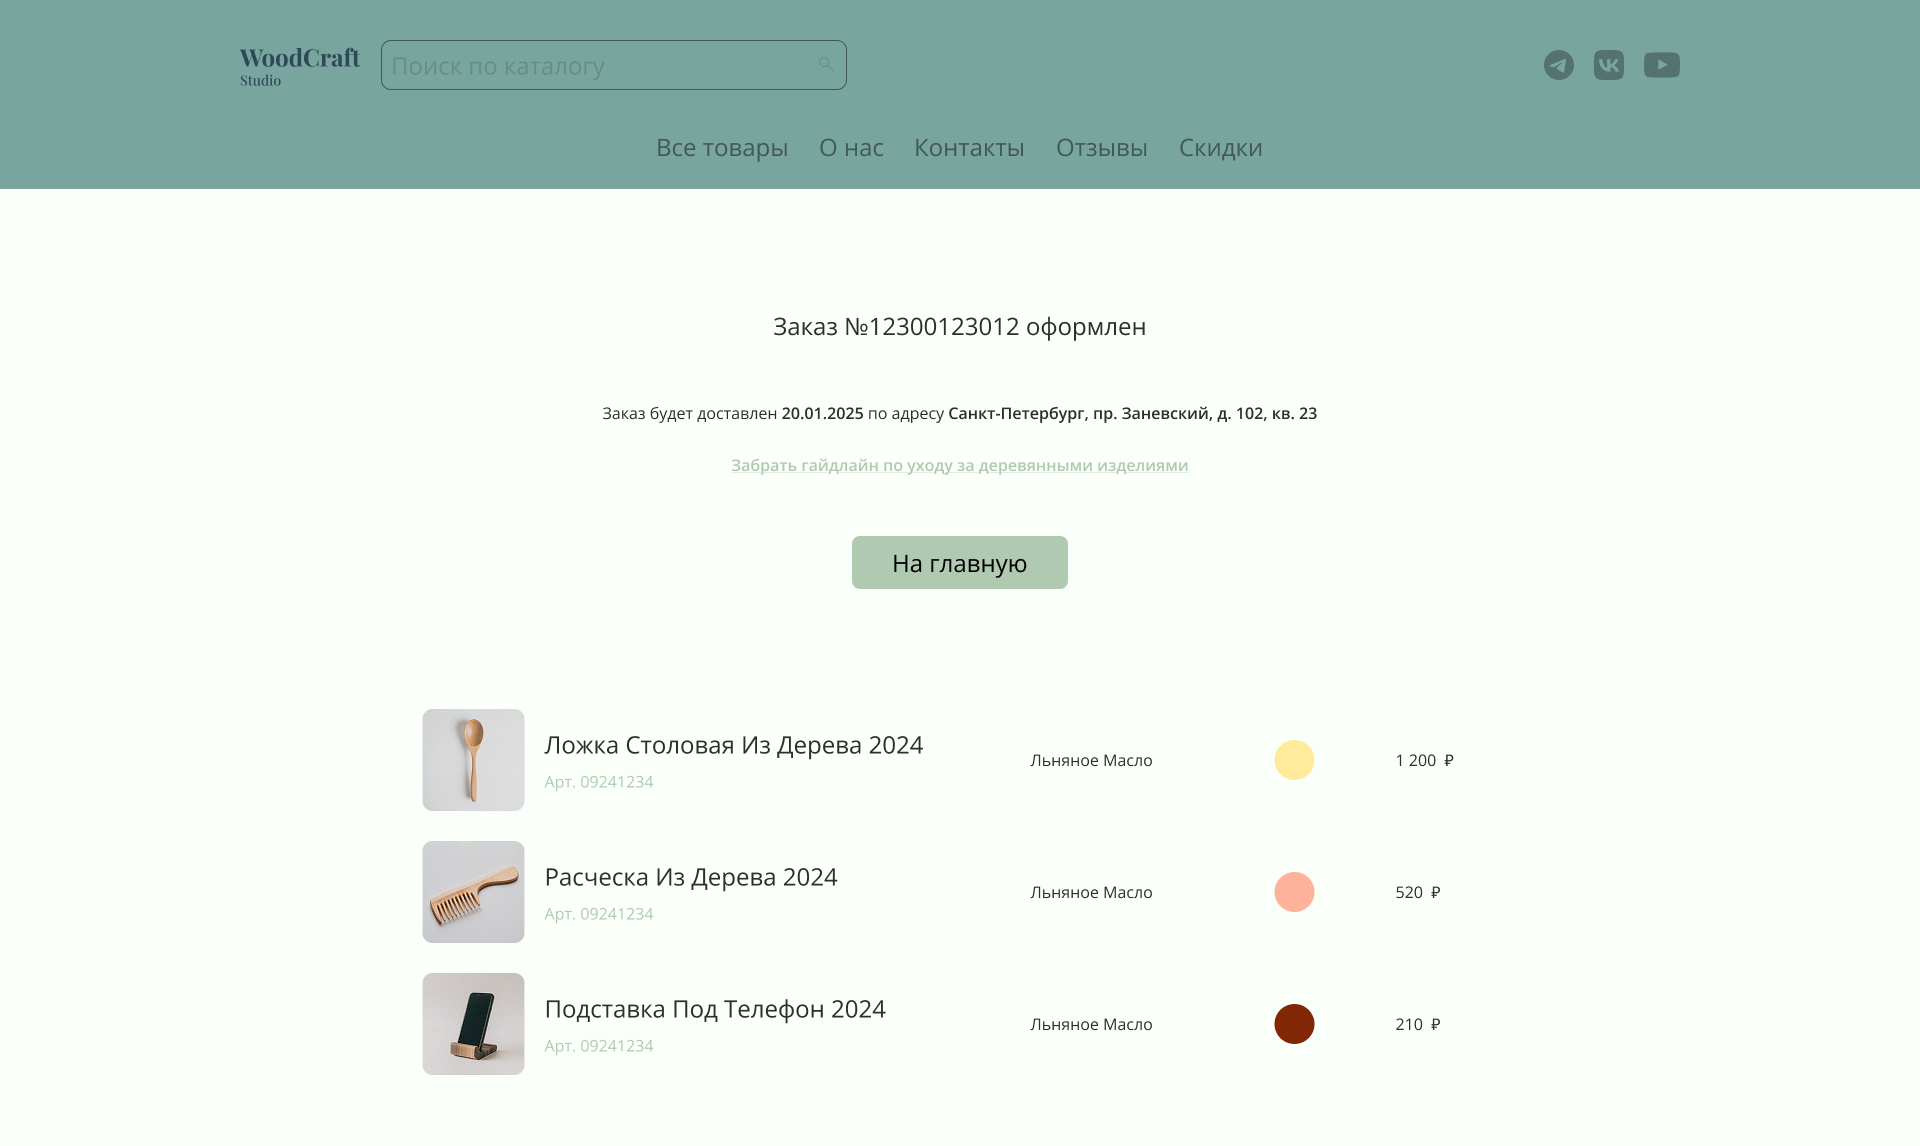 WoodCraft
Studio
Поиск по каталогу
Все товары О нас Контакты Отзывы Скидки
Заказ №12300123012 оформлен
Заказ будет доставлен 20.01.2025 по адресу Санкт-Петербург, пр. Заневский, д. 102, кв. 23
Забрать гайдлайн по уходу за деревянными изделиями
На главную
Ложка Столовая Из Дерева 2024
Арт. 09241234
Льняное Масло
1 200 ₽
Расческа Из Дерева 2024
Арт. 09241234
Льняное Масло
520 ₽
Подставка Под Телефон 2024
Арт. 09241234
Льняное Масло
210 ₽